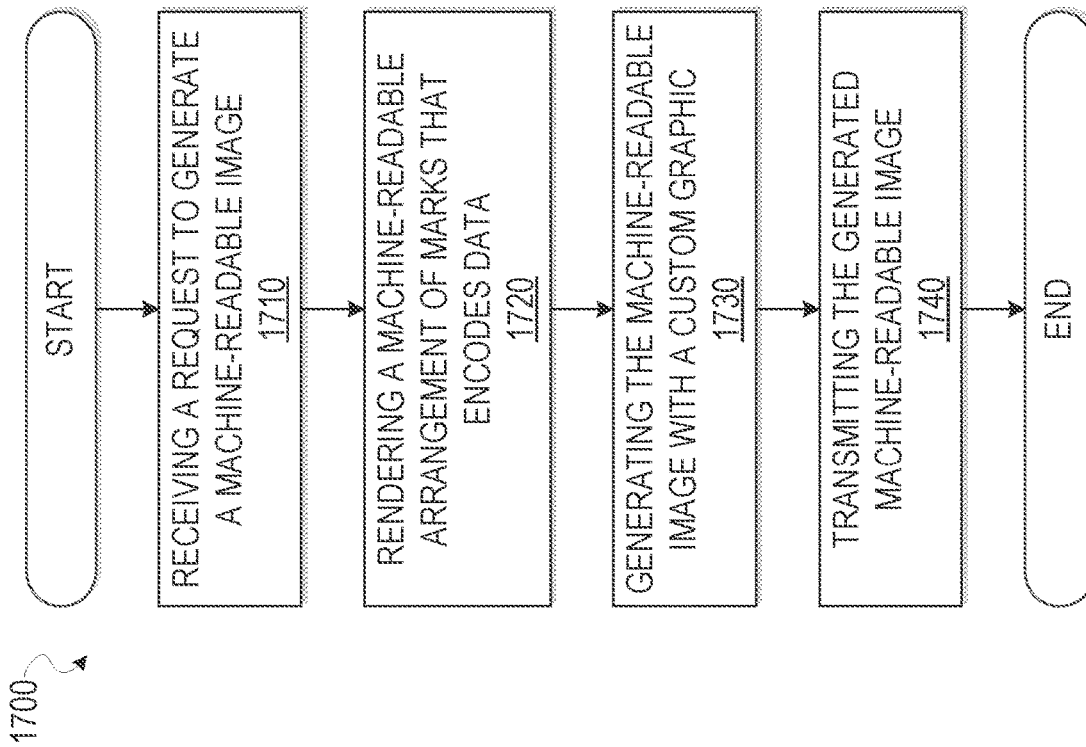 1700
START
RECEIVING A REQUEST TO GENERATE
A MACHINE-READABLE IMAGE
1710
RENDERING A MACHINE-READABLE
ARRANGEMENT OF MARKS THAT
ENCODES DATA
1720
GENERATING THE MACHINE-READABLE
IMAGE WITH A CUSTOM GRAPHIC
1730
TRANSMITTING THE GENERATED
MACHINE-READABLE IMAGE
1740
END